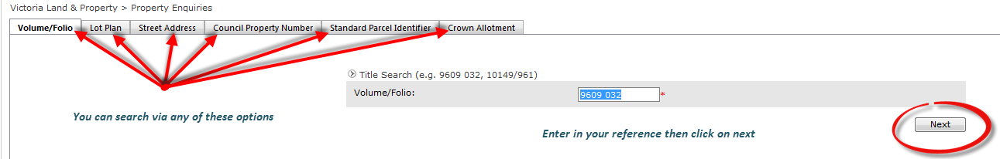 Victoria Land & Property > Property Enquiries
Volume/Folio Lot Plan Street Address Council Property Number Standard Parcel Identifier Crown Allotment
Title Search (e.g. 9609 032, 10149/961)
Volume/Folio: 9609 032 *
You can search via any of these options
Next
Enter in your reference then click on next